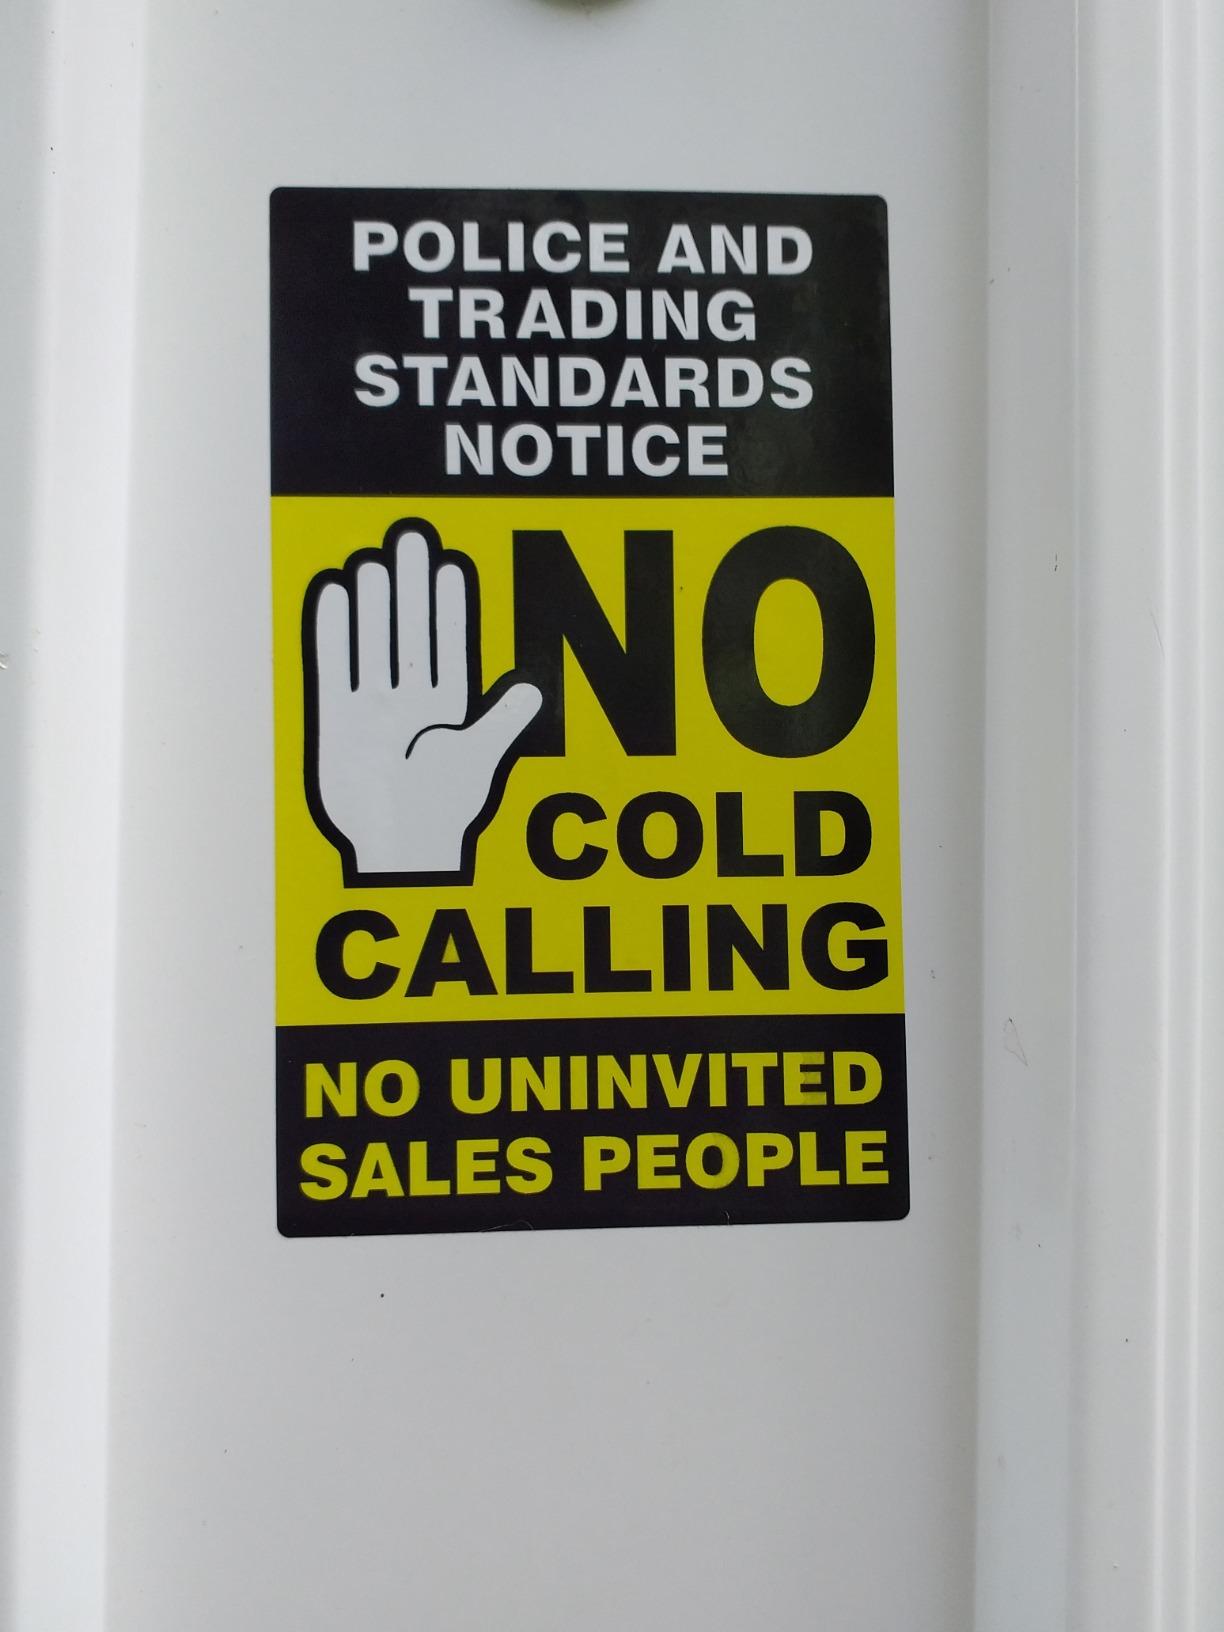 POLICE AND
TRADING
STANDARDS
NOTICE
NO
COLD
CALLING
NO UNINVITED
SALES PEOPLE